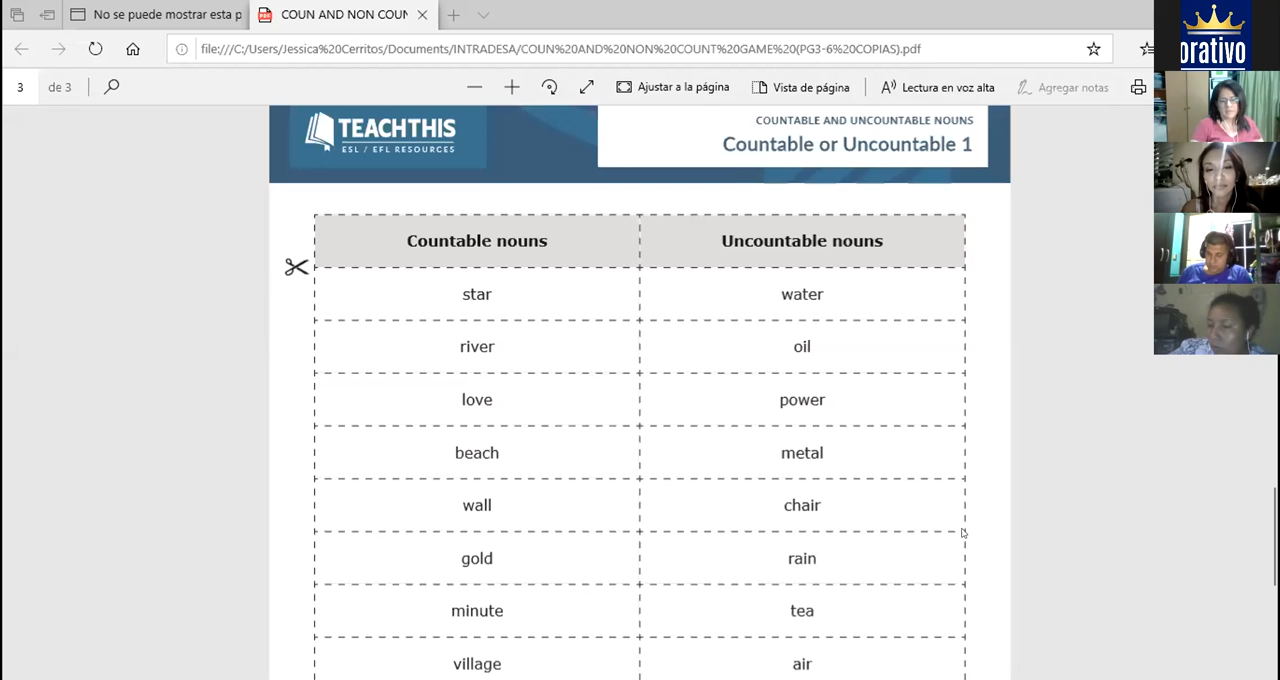 No se puede mostrar esta p
COUN AND NON COUN
file:///C:/Users/Jessica%20Cerritos/Documents/INTRADESA/COUN%20AND%20NON%20COUNT%20GAME%20(PG3-6%20COPIAS).pdf
3 de 3
Ajustar a la página
Vista de página
Lectura en voz alta
Agregar notas
orativo
TEACHTHIS
ESL / EFL RESOURCES
COUNTABLE AND UNCOUNTABLE NOUNS
Countable or Uncountable 1
Countable nouns Uncountable nouns
star water
river oil
love power
beach metal
wall chair
gold rain
minute tea
village air